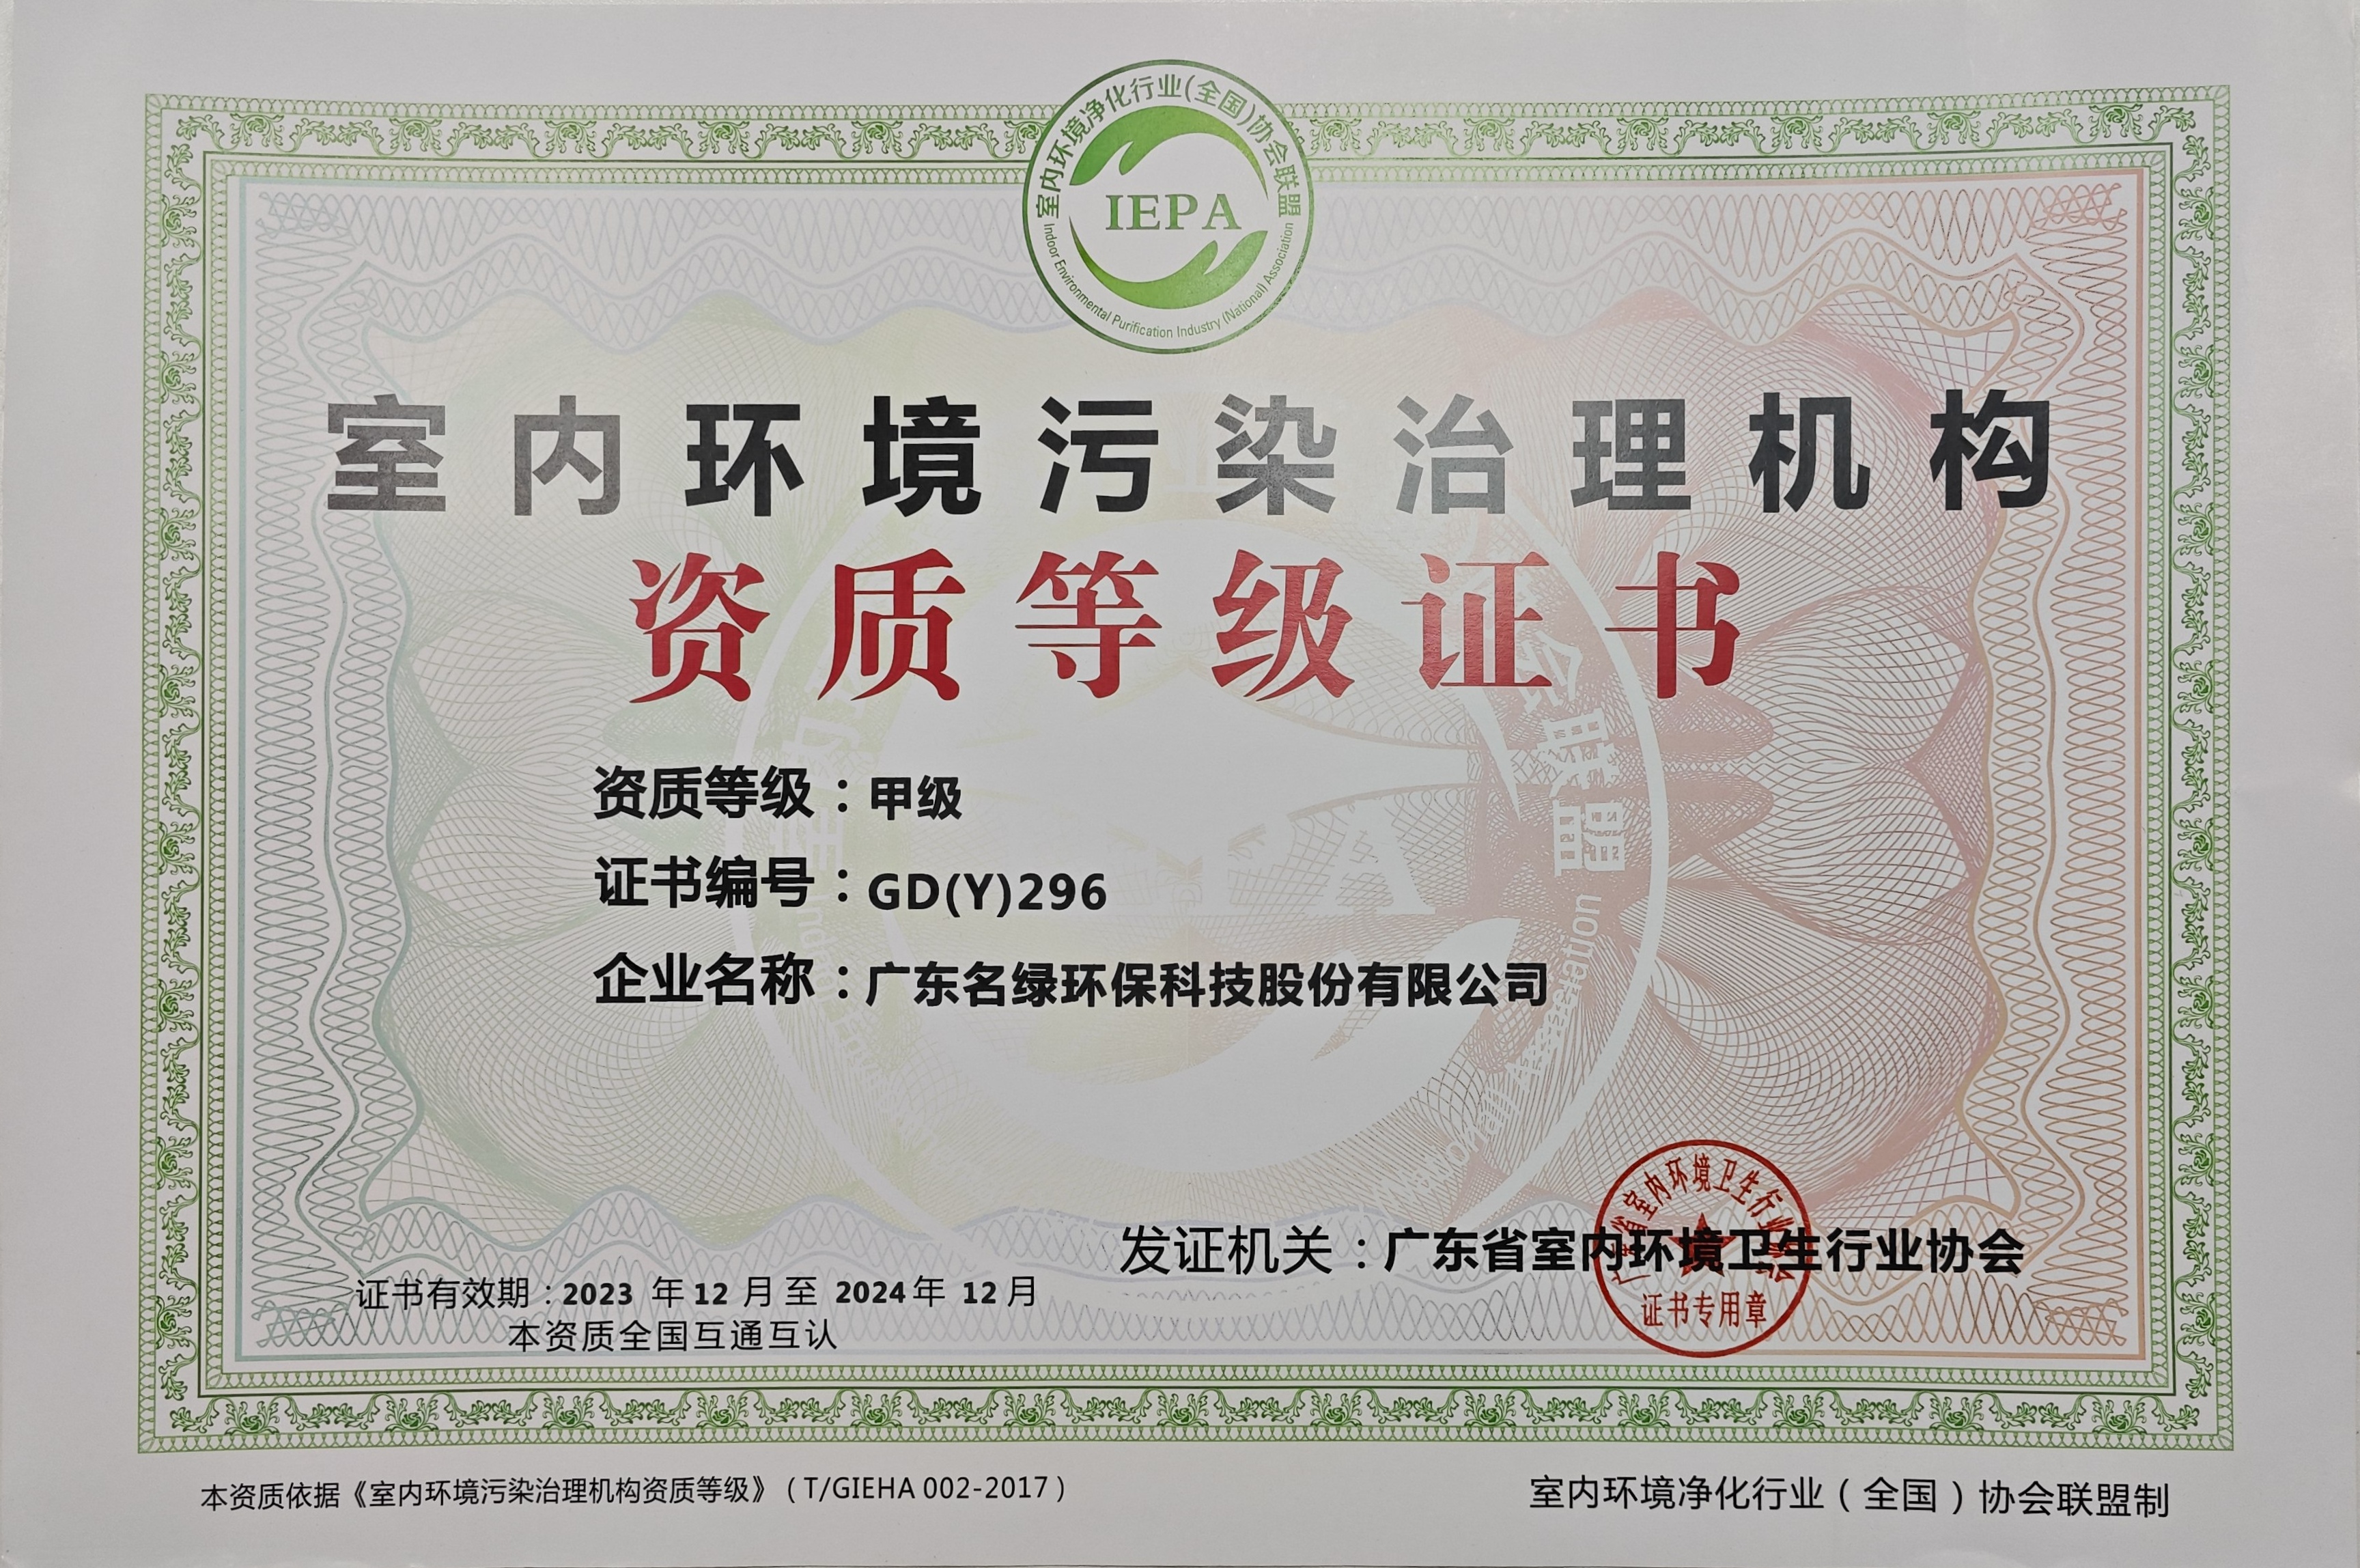 室内环境净化行业(全国)协会联盟
IEPA
Indoor Environmental Purification Industry (National) Association
室内环境污染治理机构
资质等级证书
资质等级：甲级
证书编号：GD(Y)296
企业名称：广东名绿环保科技股份有限公司
发证机关：广东省室内环境卫生行业协会
证书专用章
证书有效期：2023 年 12 月 至 2024 年 12 月
本资质全国互通互认
本资质依据《室内环境污染治理机构资质等级》（T/GIEHA 002-2017）
室内环境净化行业（全国）协会联盟制